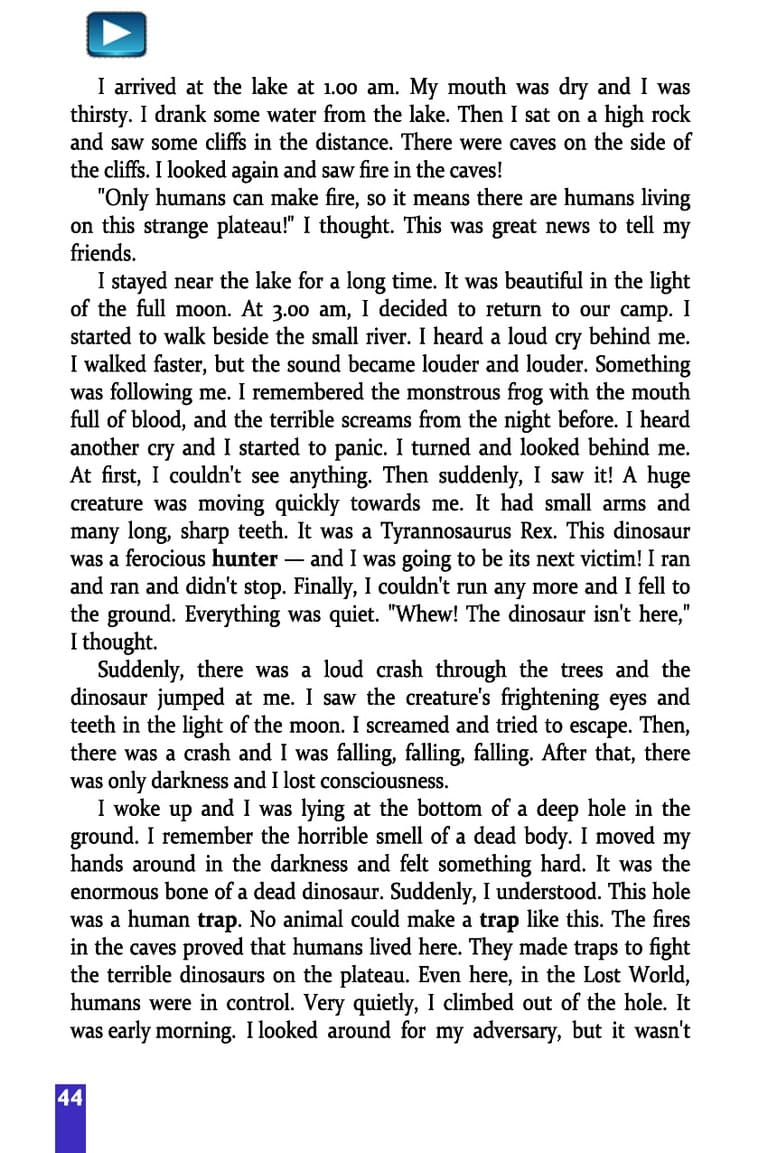 I arrived at the lake at 1.00 am. My mouth was dry and I was
thirsty. I drank some water from the lake. Then I sat on a high rock
and saw some cliffs in the distance. There were caves on the side of
the cliffs. I looked again and saw fire in the caves!
"Only humans can make fire, so it means there are humans living
on this strange plateau!" I thought. This was great news to tell my
friends.
I stayed near the lake for a long time. It was beautiful in the light
of the full moon. At 3.00 am, I decided to return to our camp. I
started to walk beside the small river. I heard a loud cry behind me.
I walked faster, but the sound became louder and louder. Something
was following me. I remembered the monstrous frog with the mouth
full of blood, and the terrible screams from the night before. I heard
another cry and I started to panic. I turned and looked behind me.
At first, I couldn't see anything. Then suddenly, I saw it! A huge
creature was moving quickly towards me. It had small arms and
many long, sharp teeth. It was a Tyrannosaurus Rex. This dinosaur
was a ferocious hunter — and I was going to be its next victim! I ran
and ran and didn't stop. Finally, I couldn't run any more and I fell to
the ground. Everything was quiet. "Whew! The dinosaur isn't here,"
I thought.
Suddenly, there was a loud crash through the trees and the
dinosaur jumped at me. I saw the creature's frightening eyes and
teeth in the light of the moon. I screamed and tried to escape. Then,
there was a crash and I was falling, falling, falling. After that, there
was only darkness and I lost consciousness.
I woke up and I was lying at the bottom of a deep hole in the
ground. I remember the horrible smell of a dead body. I moved my
hands around in the darkness and felt something hard. It was the
enormous bone of a dead dinosaur. Suddenly, I understood. This hole
was a human trap. No animal could make a trap like this. The fires
in the caves proved that humans lived here. They made traps to fight
the terrible dinosaurs on the plateau. Even here, in the Lost World,
humans were in control. Very quietly, I climbed out of the hole. It
was early morning. I looked around for my adversary, but it wasn't
44